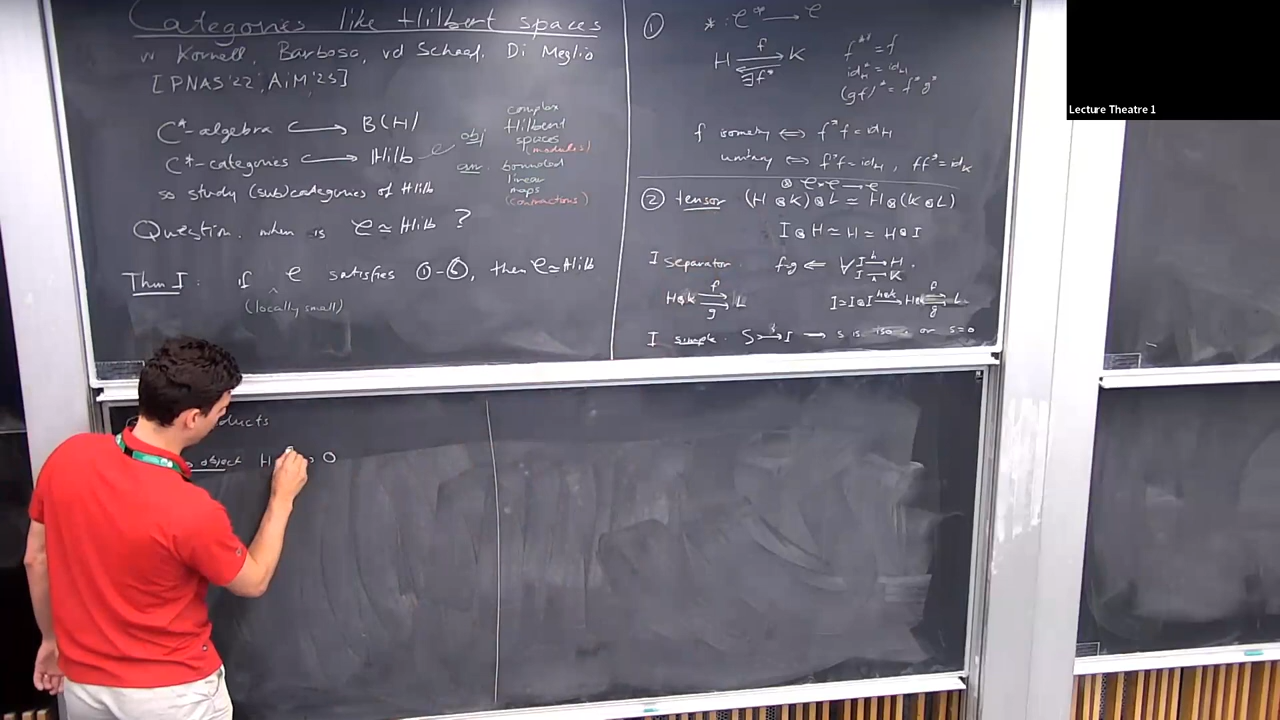 Categories like Hilbert spaces
w Kornell, Barbosa, vd Schaaf, Di Meglio
[PNAS'22, AiM'25]
C*-algebra ↪ B(H)
C*-categories ↪ Hilb
so study (sub)categories of Hilb
obj complex
Hilbert
spaces
(modules)
arr. bounded
linear
maps
(contractions)
Question. when is 𝒞 ≃ Hilb ?
Thm I: if 𝒞 satisfies ①-⑥, then 𝒞 ≃ Hilb
(locally small)
① *: 𝒞^op → 𝒞
H ⇄ K
f
∃f*
f** = f
id_H* = id_H
(gf)* = f* g*
f isometry ⟺ f*f = id_H
unitary ⟺ f*f = id_H , ff* = id_K
⊗ 𝒞×𝒞 → 𝒞
② tensor (H⊗K)⊗L ≃ H⊗(K⊗L)
I⊗H ≃ H ≃ H⊗I
I separator.
H⊗K ⇉ L
f
g
I≃I⊗I → H⊗K ⇉ L
h⊗k
f
g
I simple. S ↣ I → s is iso, or s=0
object H 0
Lecture Theatre 1